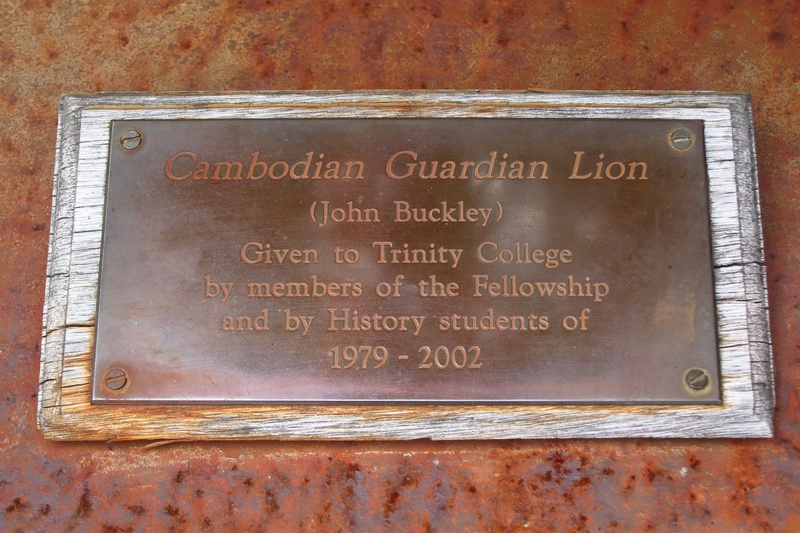 Cambodian Guardian Lion
(John Buckley)
Given to Trinity College
by members of the Fellowship
and by History students of
1979 - 2002